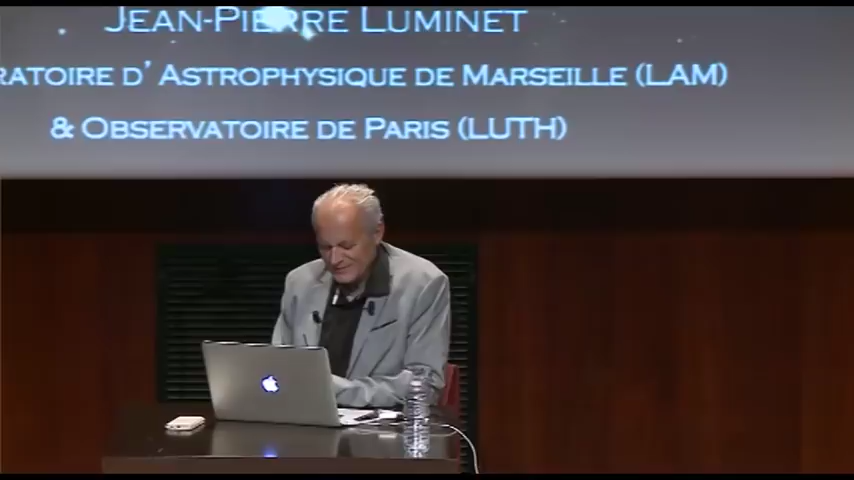 JEAN-PIERRE LUMINET
RATOIRE D'ASTROPHYSIQUE DE MARSEILLE (LAM)
& OBSERVATOIRE DE PARIS (LUTH)